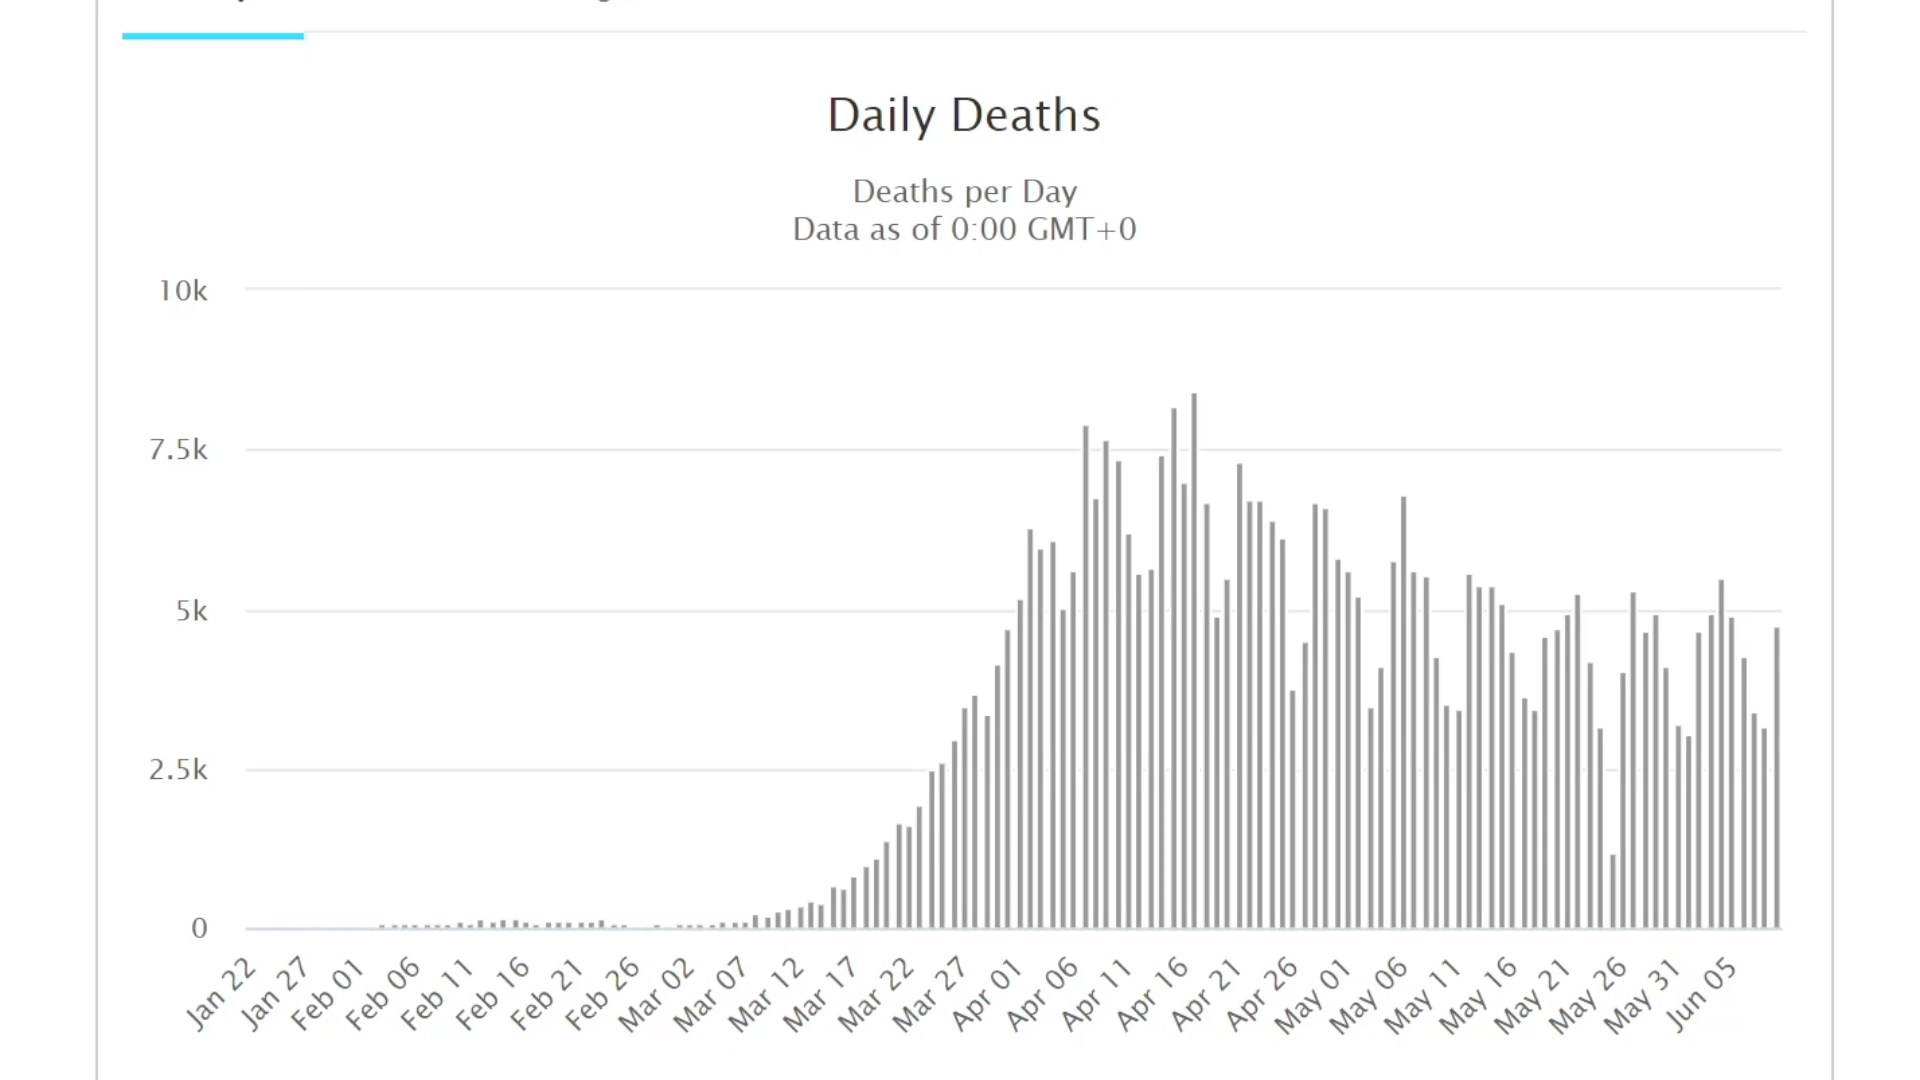 Daily Deaths
Deaths per Day
Data as of 0:00 GMT+0
10k
7.5k
5k
2.5k
0
Jan 22
Jan 27
Feb 01
Feb 06
Feb 11
Feb 16
Feb 21
Feb 26
Mar 02
Mar 07
Mar 12
Mar 17
Mar 22
Mar 27
Apr 01
Apr 06
Apr 11
Apr 16
Apr 21
Apr 26
May 01
May 06
May 11
May 16
May 21
May 26
May 31
Jun 05